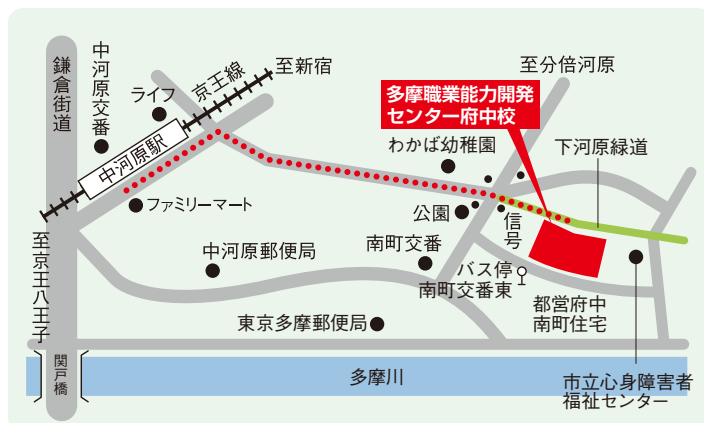 鎌倉街道
中河原交番
ライフ
京王線
至新宿
中河原駅
ファミリーマート
至京王八王子
至分倍河原
多摩職業能力開発
センター府中校
わかば幼稚園
下河原緑道
公園
信号
中河原郵便局
南町交番
バス停
南町交番東
都営府中
南町住宅
東京多摩郵便局
関戸橋
多摩川
市立心身障害者
福祉センター